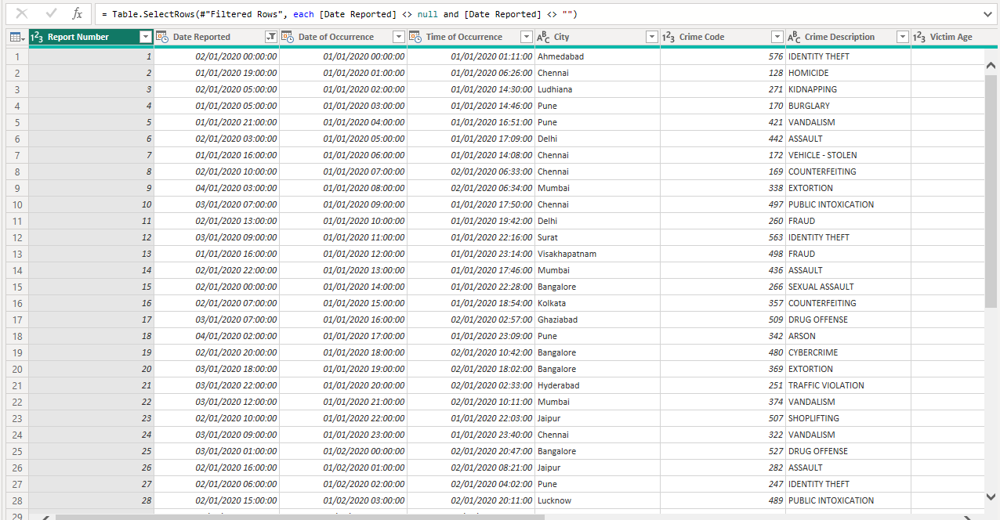 fx = Table.SelectRows(#"Filtered Rows", each [Date Reported] <> null and [Date Reported] <> "")
1²3 Report Number Date Reported Date of Occurrence Time of Occurrence ABC City 1²3 Crime Code ABC Crime Description 1²3 Victim Age
1 1 02/01/2020 00:00:00 01/01/2020 00:00:00 01/01/2020 01:11:00 Ahmedabad 576 IDENTITY THEFT
2 2 01/01/2020 19:00:00 01/01/2020 01:00:00 01/01/2020 06:26:00 Chennai 128 HOMICIDE
3 3 02/01/2020 05:00:00 01/01/2020 02:00:00 01/01/2020 14:30:00 Ludhiana 271 KIDNAPPING
4 4 01/01/2020 05:00:00 01/01/2020 03:00:00 01/01/2020 14:46:00 Pune 170 BURGLARY
5 5 01/01/2020 21:00:00 01/01/2020 04:00:00 01/01/2020 16:51:00 Pune 421 VANDALISM
6 6 02/01/2020 03:00:00 01/01/2020 05:00:00 01/01/2020 17:09:00 Delhi 442 ASSAULT
7 7 01/01/2020 16:00:00 01/01/2020 06:00:00 01/01/2020 14:08:00 Chennai 172 VEHICLE - STOLEN
8 8 02/01/2020 10:00:00 01/01/2020 07:00:00 02/01/2020 06:33:00 Chennai 169 COUNTERFEITING
9 9 04/01/2020 03:00:00 01/01/2020 08:00:00 02/01/2020 06:34:00 Mumbai 338 EXTORTION
10 10 03/01/2020 07:00:00 01/01/2020 09:00:00 01/01/2020 17:50:00 Chennai 497 PUBLIC INTOXICATION
11 11 02/01/2020 13:00:00 01/01/2020 10:00:00 01/01/2020 19:42:00 Delhi 260 FRAUD
12 12 03/01/2020 09:00:00 01/01/2020 11:00:00 01/01/2020 22:16:00 Surat 563 IDENTITY THEFT
13 13 01/01/2020 16:00:00 01/01/2020 12:00:00 01/01/2020 23:14:00 Visakhapatnam 498 FRAUD
14 14 02/01/2020 22:00:00 01/01/2020 13:00:00 01/01/2020 17:46:00 Mumbai 436 ASSAULT
15 15 02/01/2020 00:00:00 01/01/2020 14:00:00 01/01/2020 22:28:00 Bangalore 266 SEXUAL ASSAULT
16 16 02/01/2020 07:00:00 01/01/2020 15:00:00 01/01/2020 18:54:00 Kolkata 357 COUNTERFEITING
17 17 03/01/2020 07:00:00 01/01/2020 16:00:00 02/01/2020 02:57:00 Ghaziabad 509 DRUG OFFENSE
18 18 04/01/2020 02:00:00 01/01/2020 17:00:00 01/01/2020 23:09:00 Pune 342 ARSON
19 19 02/01/2020 20:00:00 01/01/2020 18:00:00 02/01/2020 10:42:00 Bangalore 480 CYBERCRIME
20 20 03/01/2020 18:00:00 01/01/2020 19:00:00 02/01/2020 18:02:00 Bangalore 369 EXTORTION
21 21 03/01/2020 22:00:00 01/01/2020 20:00:00 02/01/2020 02:33:00 Hyderabad 251 TRAFFIC VIOLATION
22 22 03/01/2020 12:00:00 01/01/2020 21:00:00 02/01/2020 10:11:00 Mumbai 374 VANDALISM
23 23 02/01/2020 10:00:00 01/01/2020 22:00:00 01/01/2020 22:03:00 Jaipur 507 SHOPLIFTING
24 24 03/01/2020 09:00:00 01/01/2020 23:00:00 01/01/2020 23:40:00 Chennai 322 VANDALISM
25 25 03/01/2020 01:00:00 01/02/2020 00:00:00 02/01/2020 20:47:00 Bangalore 527 DRUG OFFENSE
26 26 02/01/2020 16:00:00 01/02/2020 01:00:00 02/01/2020 08:21:00 Jaipur 282 ASSAULT
27 27 02/01/2020 06:00:00 01/02/2020 02:00:00 02/01/2020 04:02:00 Pune 247 IDENTITY THEFT
28 28 02/01/2020 15:00:00 01/02/2020 03:00:00 02/01/2020 20:11:00 Lucknow 489 PUBLIC INTOXICATION
29